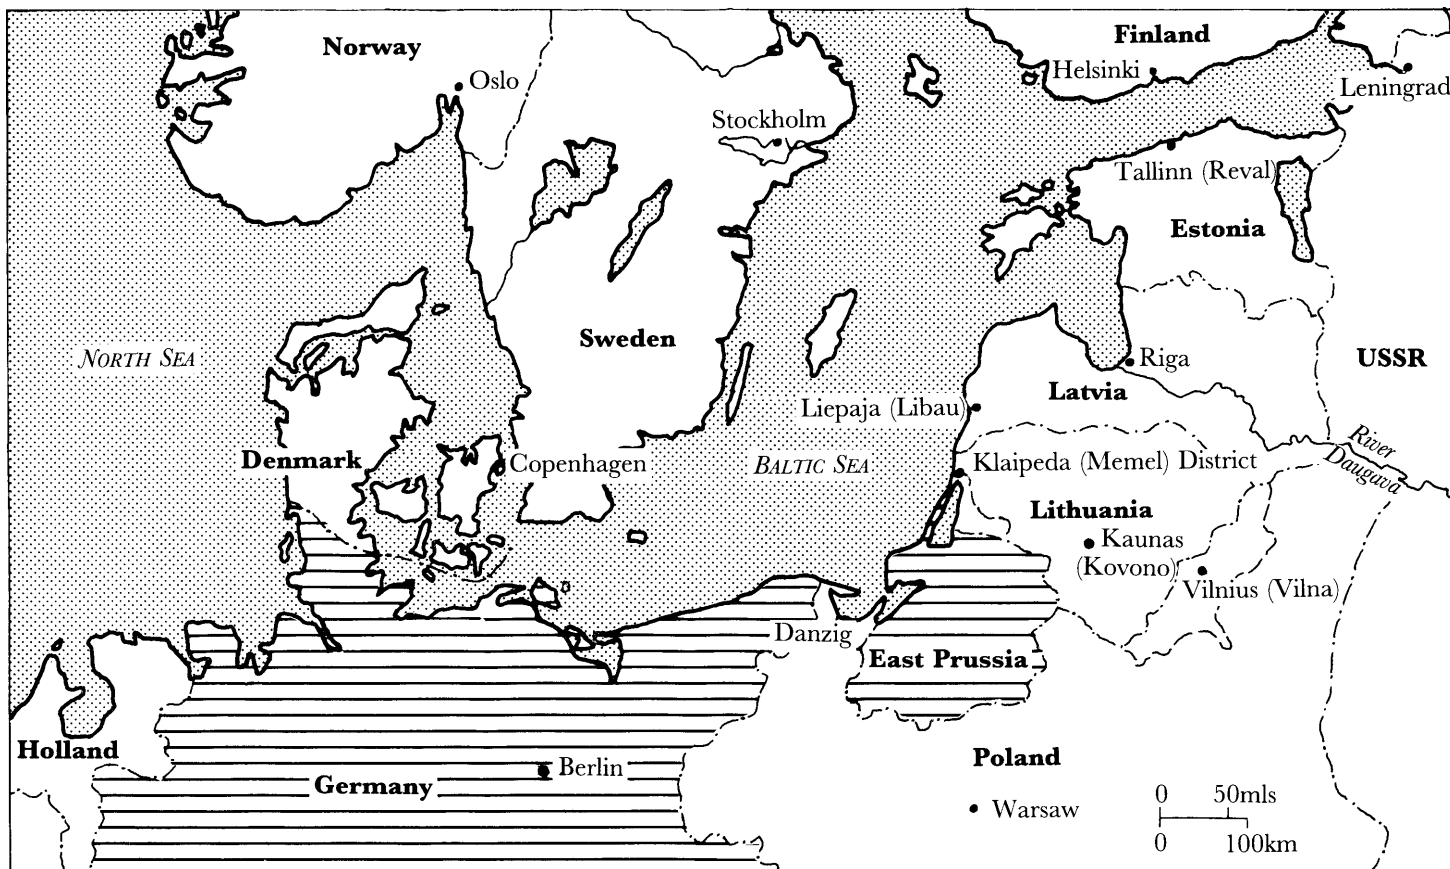 Norway
Finland
Oslo
Helsinki
Leningrad
Stockholm
Tallinn (Reval)
Estonia
NORTH SEA
Sweden
USSR
Riga
Latvia
Liepaja (Libau)
River
Daugava
Denmark
Copenhagen
BALTIC SEA
Klaipeda (Memel) District
Lithuania
Kaunas
(Kovono)
Vilnius (Vilna)
Danzig
East Prussia
Holland
Germany
Berlin
Poland
Warsaw
0 50mls
0 100km